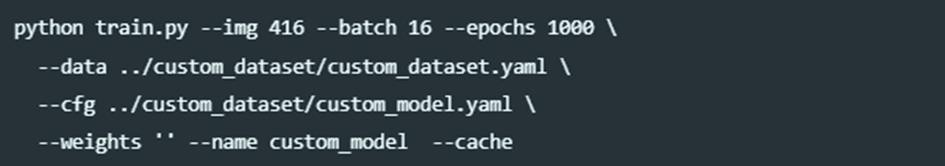 python train.py --img 416 --batch 16 --epochs 1000 \
--data ../custom_dataset/custom_dataset.yaml \
--cfg ../custom_dataset/custom_model.yaml \
--weights '' --name custom_model  --cache